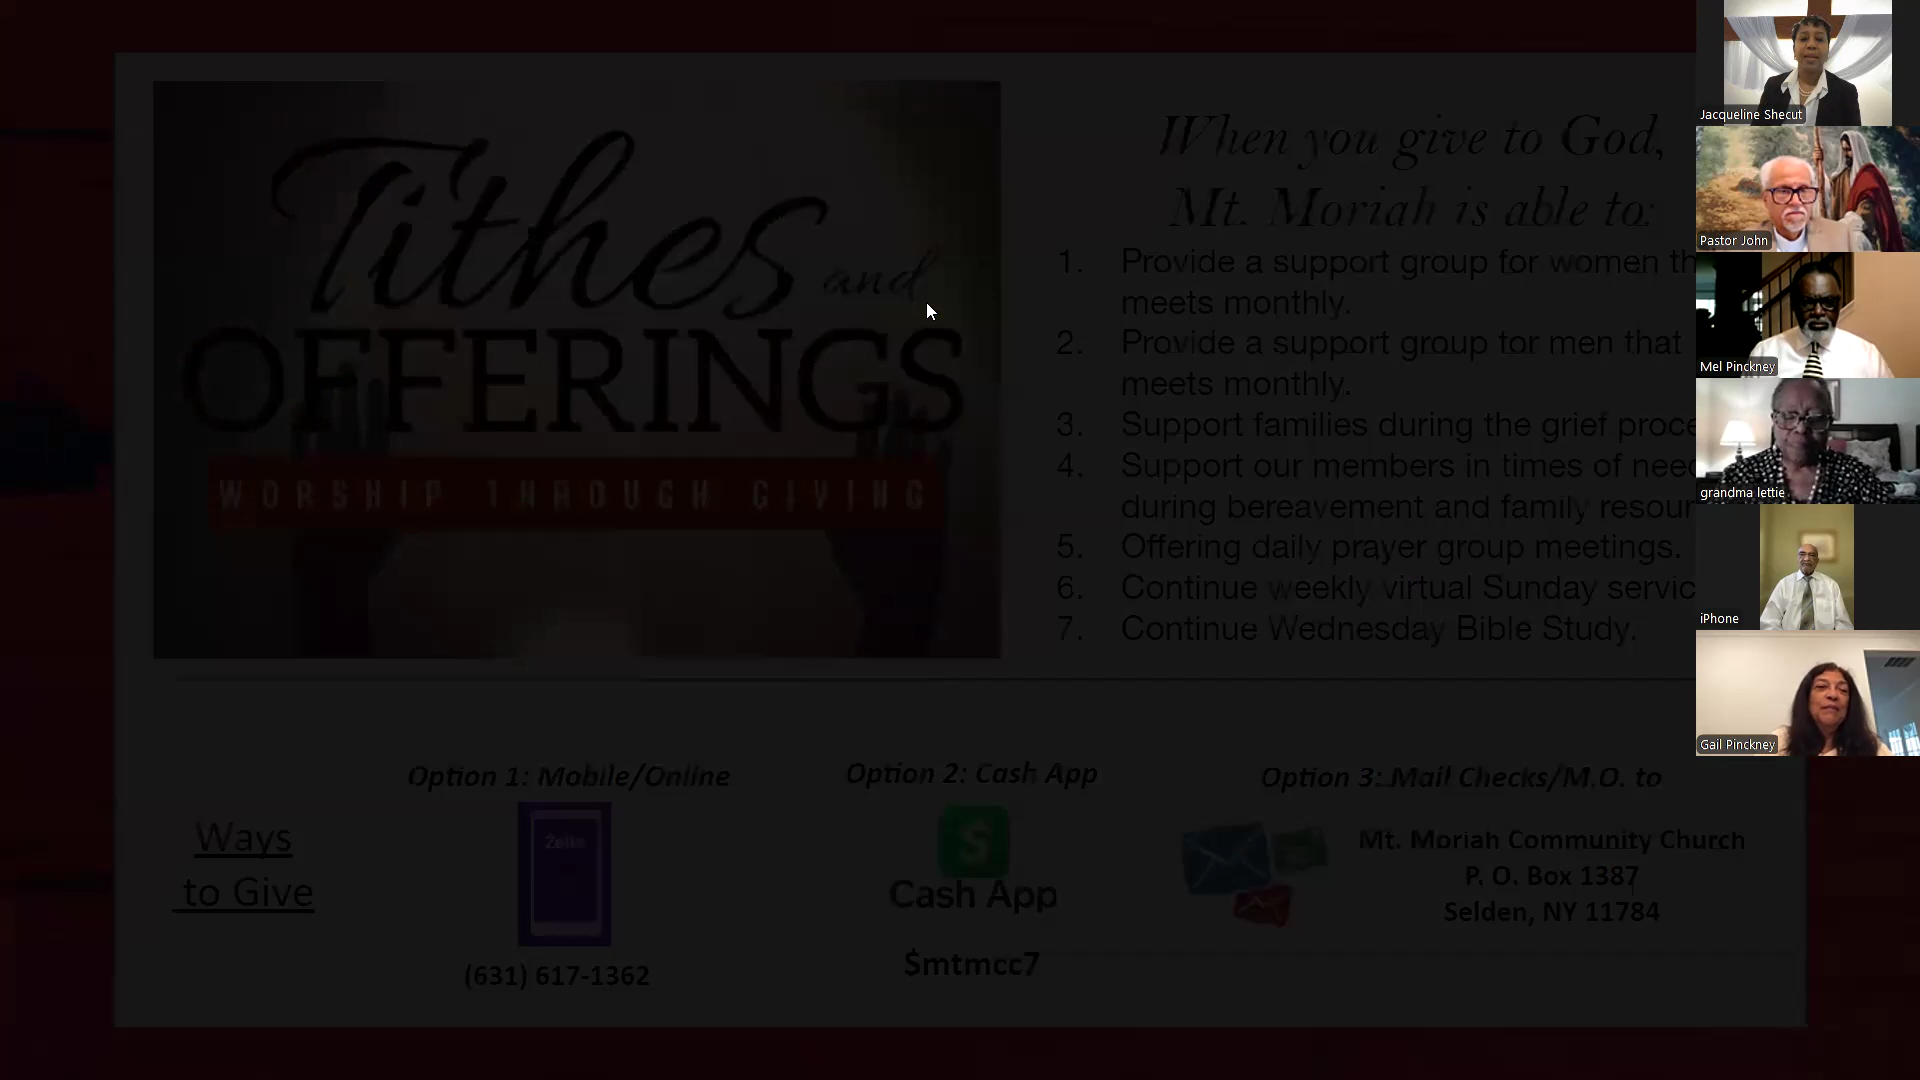 Tithes and
OFFERINGS
WORSHIP THROUGH GIVING
When you give to God,
Mt. Moriah is able to:
1. Provide a support group for women th
meets monthly.
2. Provide a support group for men that
meets monthly.
3. Support families during the grief proce
4. Support our members in times of need
during bereavement and family resour
5. Offering daily prayer group meetings.
6. Continue weekly virtual Sunday servic
7. Continue Wednesday Bible Study.
Ways
to Give
Option 1: Mobile/Online
Zelle
(631) 617-1362
Option 2: Cash App
$
Cash App
$mtmcc7
Option 3: Mail Checks/M.O. to
Mt. Moriah Community Church
P. O. Box 1387
Selden, NY 11784
Jacqueline Shecut
Pastor John
Mel Pinckney
grandma lettie
iPhone
Gail Pinckney